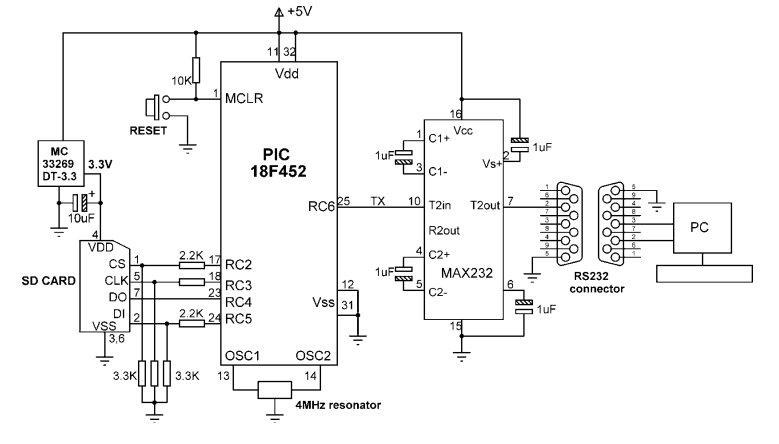 +5V
11 32
Vdd
10K
1
MCLR
RESET
MC
33269
DT-3.3
3.3V
+
10uF
PIC
18F452
16
Vcc
1
C1+
1uF
3
C1-
2
Vs+
1uF
RC6
25
TX
10
T2in
T2out
7
R2out
4
C2+
1uF
5
C2-
MAX232
6
1uF
15
1
6
2
7
3
8
4
9
5
5
9
4
8
3
7
2
6
1
RS232
connector
PC
4
VDD
SD CARD
CS
1
2.2K
17
RC2
CLK
5
18
RC3
DO
7
23
RC4
DI
2
2.2K
24
RC5
VSS
3,6
12
Vss
31
3.3K
3.3K
OSC1
OSC2
13
14
4MHz resonator